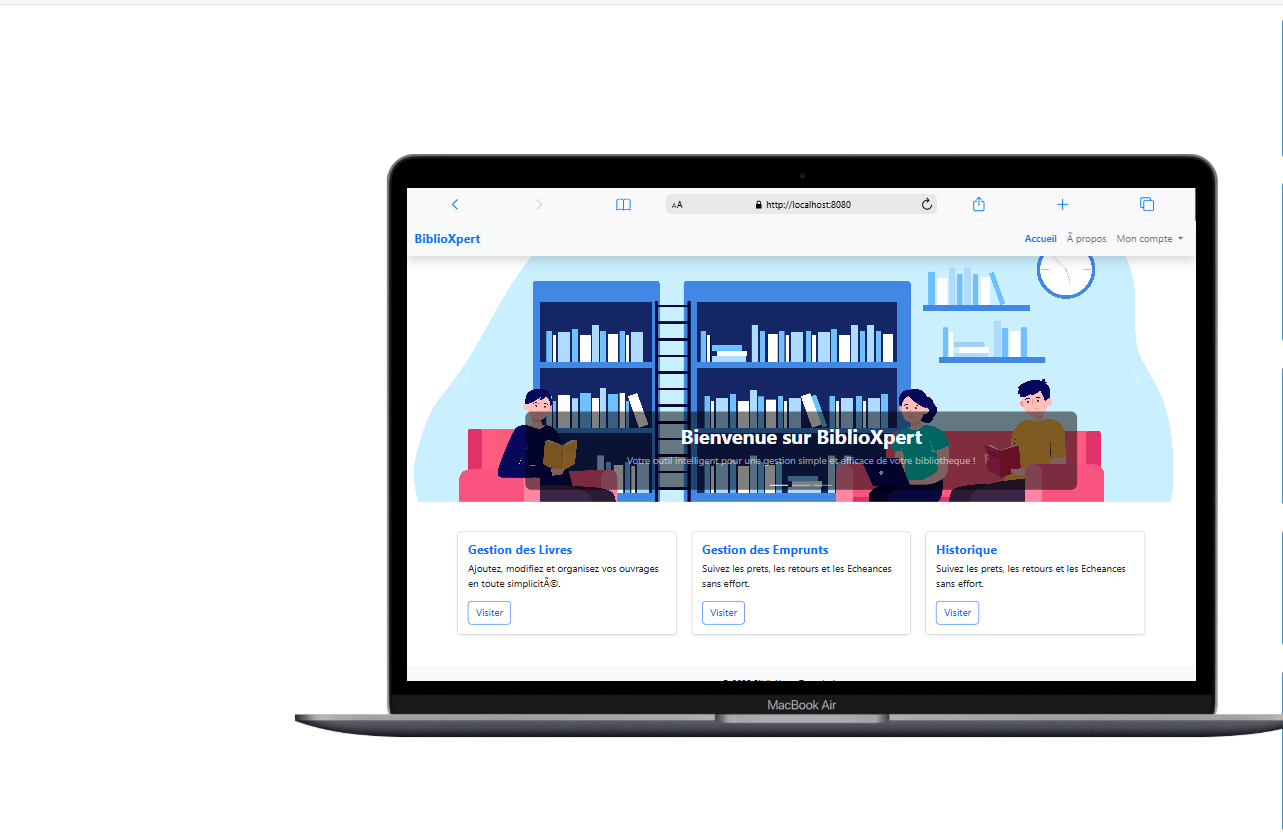 AA http://localhost:8080
BiblioXpert Accueil Ã propos Mon compte
Bienvenue sur BiblioXpert
Votre outil intelligent pour une gestion simple et efficace de votre bibliotheque !
Gestion des Livres
Ajoutez, modifiez et organisez vos ouvrages
en toute simplicitÃ©.
Visiter
Gestion des Emprunts
Suivez les prets, les retours et les Echeances
sans effort.
Visiter
Historique
Suivez les prets, les retours et les Echeances
sans effort.
Visiter
MacBook Air